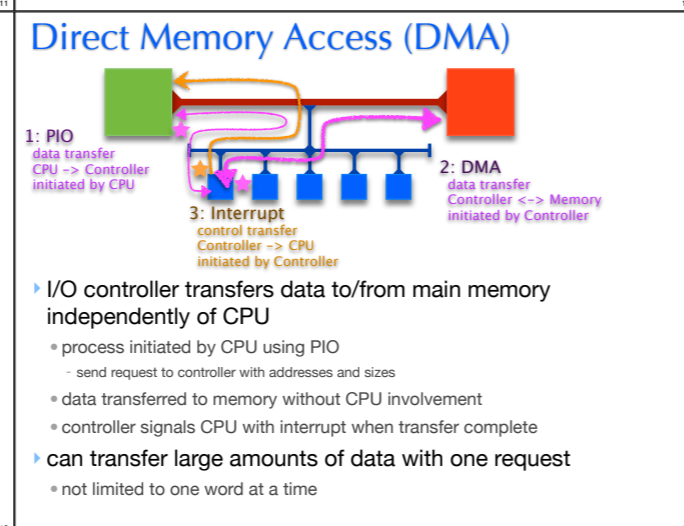 11
Direct Memory Access (DMA)
1: PIO
data transfer
CPU -> Controller
initiated by CPU
2: DMA
data transfer
Controller <-> Memory
initiated by Controller
3: Interrupt
control transfer
Controller -> CPU
initiated by Controller
I/O controller transfers data to/from main memory
independently of CPU
process initiated by CPU using PIO
- send request to controller with addresses and sizes
data transferred to memory without CPU involvement
controller signals CPU with interrupt when transfer complete
can transfer large amounts of data with one request
not limited to one word at a time